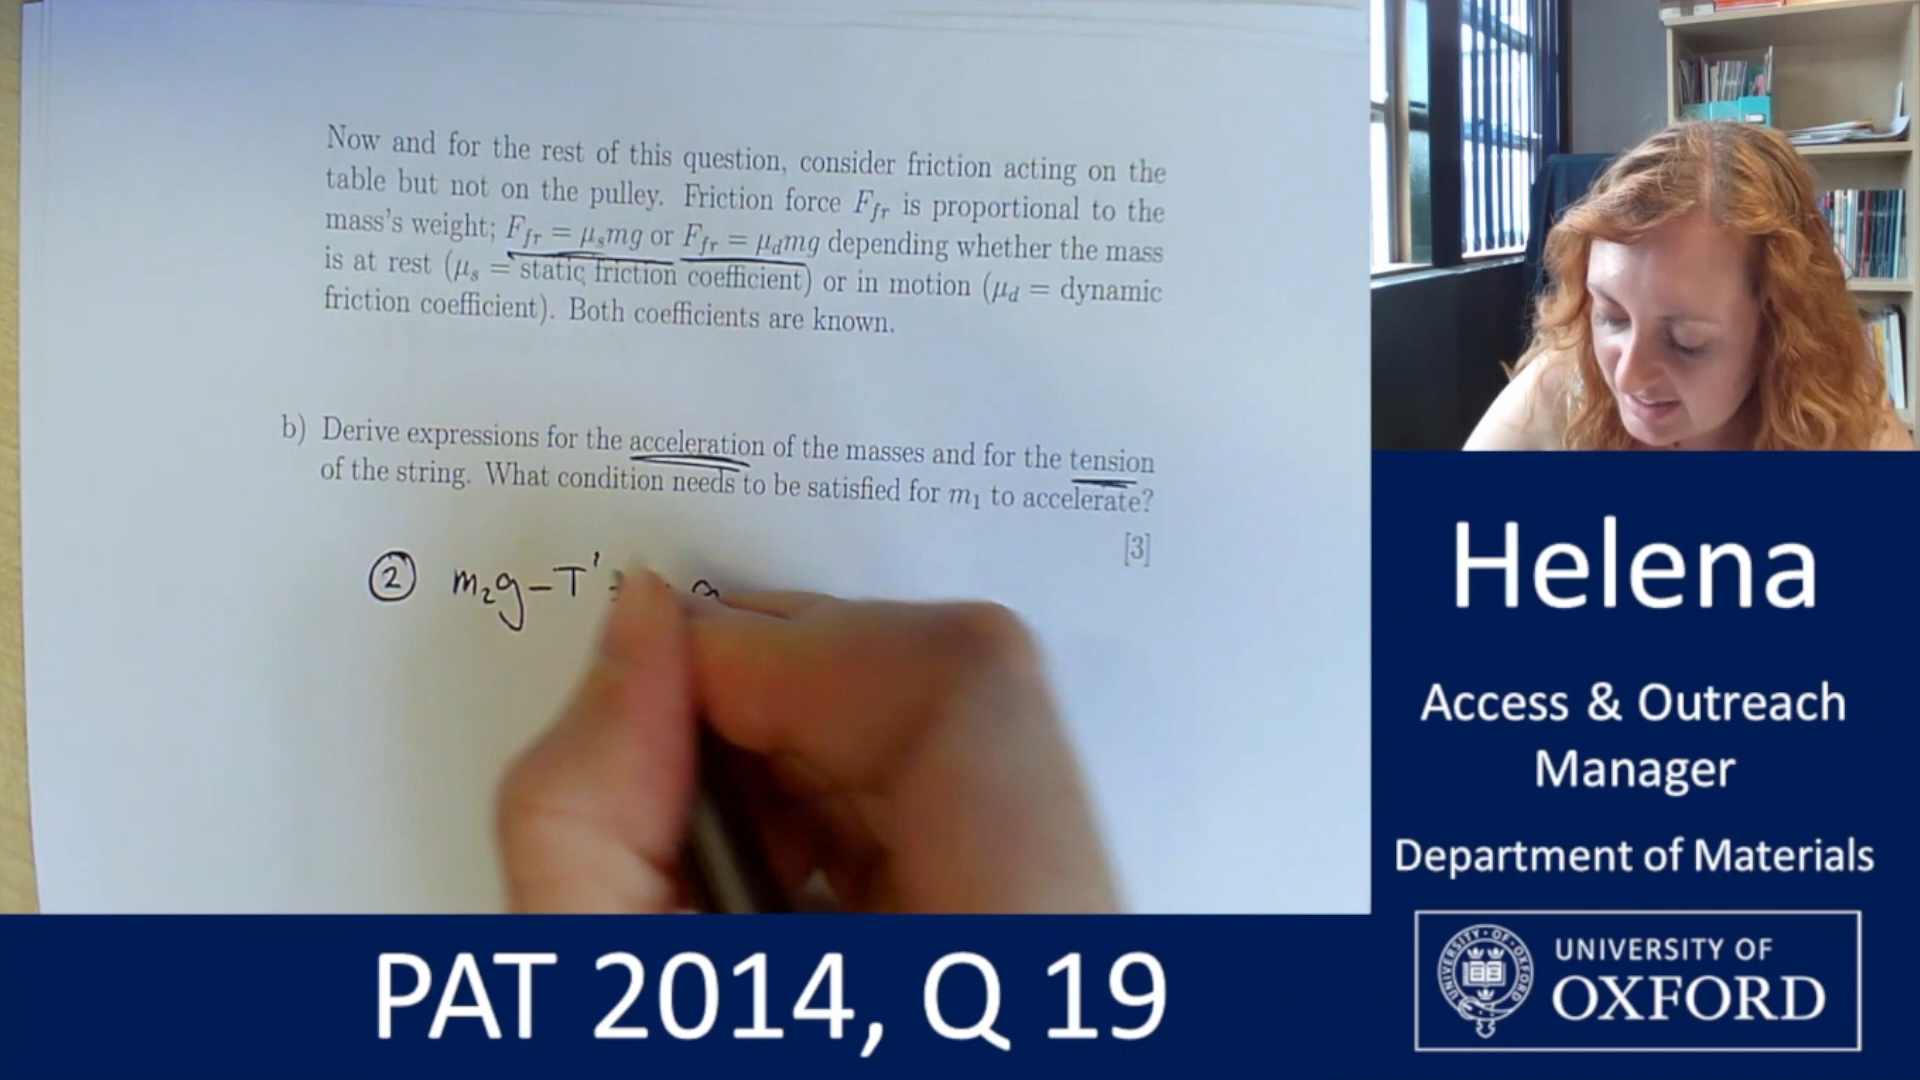 Now and for the rest of this question, consider friction acting on the
table but not on the pulley. Friction force F_fr is proportional to the
mass's weight; F_fr = μ_s mg or F_fr = μ_d mg depending whether the mass
is at rest (μ_s = static friction coefficient) or in motion (μ_d = dynamic
friction coefficient). Both coefficients are known.
b) Derive expressions for the acceleration of the masses and for the tension
of the string. What condition needs to be satisfied for m₁ to accelerate?
[3]
② m₂g - T'
Helena
Access & Outreach
Manager
Department of Materials
UNIVERSITY OF
OXFORD
PAT 2014, Q 19